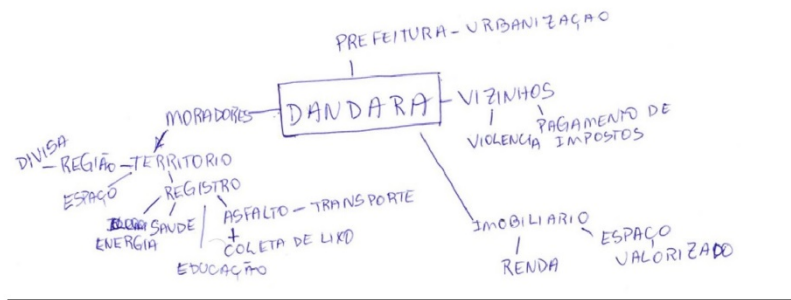 PREFEITURA - URBANIZAÇAO
MORADORES
DANDARA
VIZINHOS
VIOLENCIA
PAGAMENTO DE
IMPOSTOS
DIVISA
REGIÃO
TERRITORIO
ESPAÇO
REGISTRO
SAUDE
ENERGIA
EDUCAÇÃO
ASFALTO - TRANSPORTE
+
COLETA DE LIXO
IMOBILIARIO
RENDA
ESPAÇO
VALORIZADO